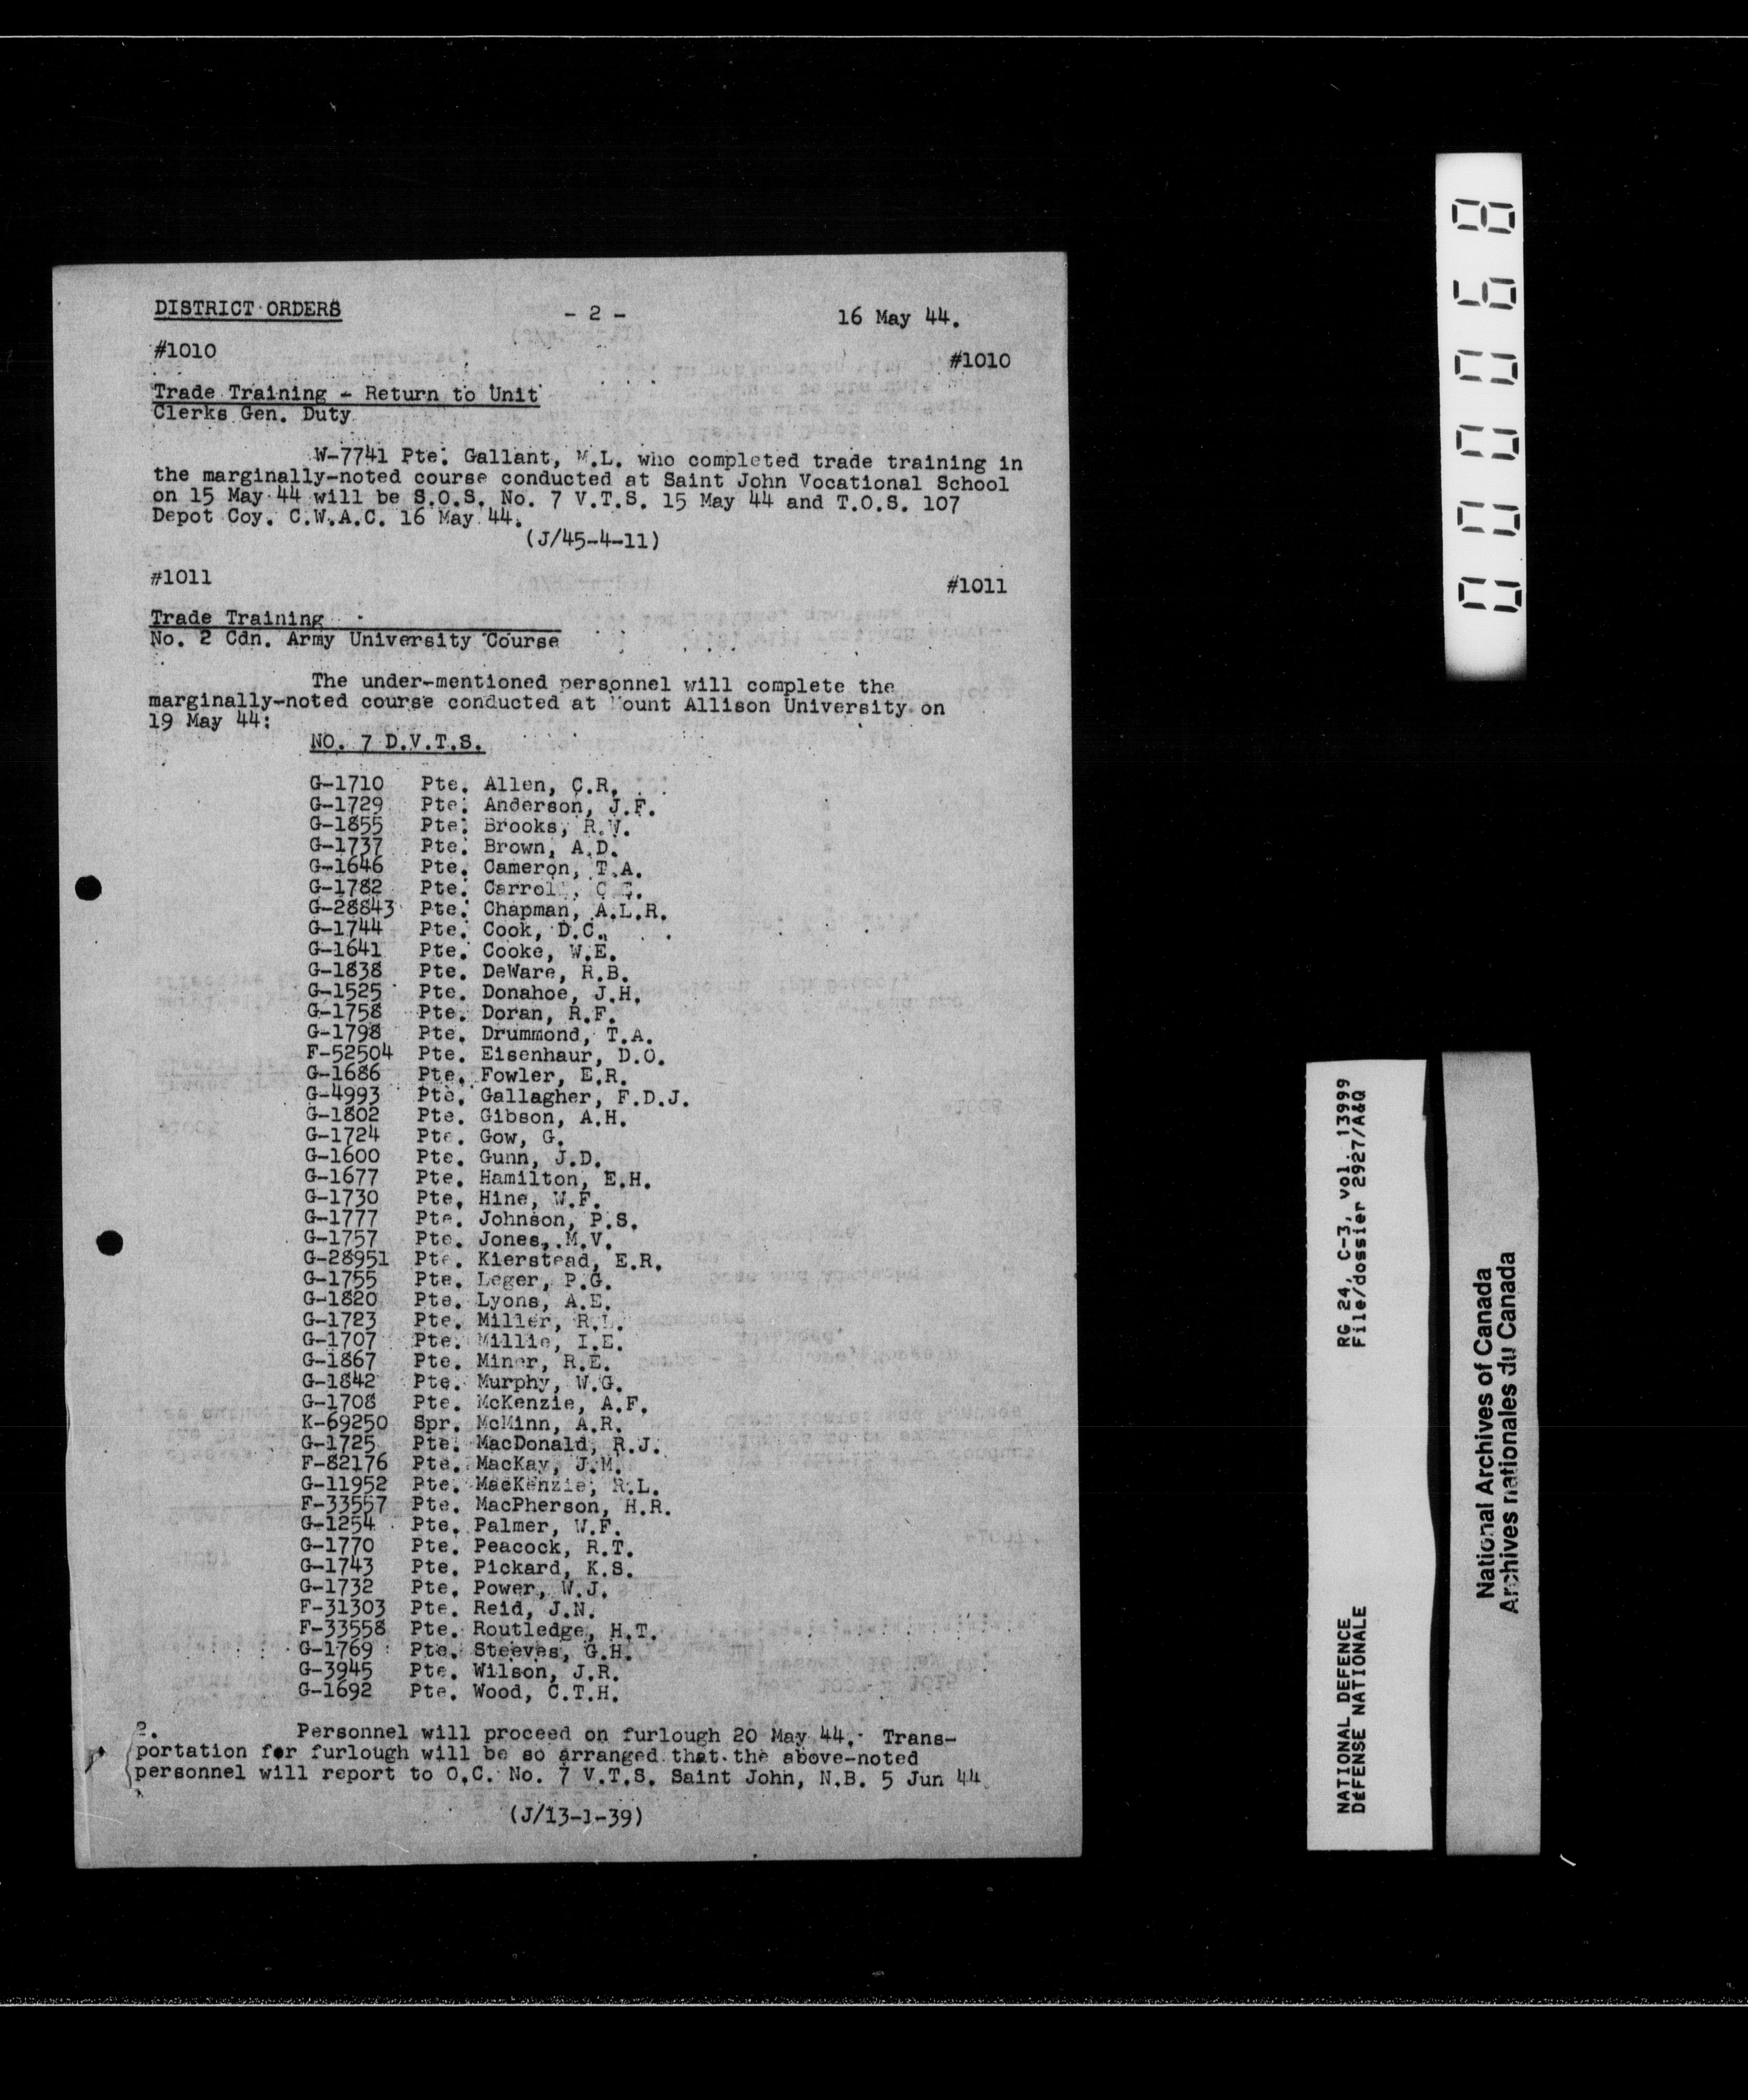 DISTRICT ORDERS - 2 - 16 May 44.
#1010 #1010
Trade Training - Return to Unit
Clerks Gen. Duty
W-7741 Pte. Gallant, M.L. who completed trade training in
the marginally-noted course conducted at Saint John Vocational School
on 15 May 44 will be S.O.S. No. 7 V.T.S. 15 May 44 and T.O.S. 107
Depot Coy. C.W.A.C. 16 May 44.
(J/45-4-11)
#1011 #1011
Trade Training
No. 2 Cdn. Army University Course
The under-mentioned personnel will complete the
marginally-noted course conducted at Mount Allison University on
19 May 44:
NO. 7 D.V.T.S.
G-1710 Pte. Allen, C.R.
G-1729 Pte. Anderson, J.F.
G-1855 Pte. Brooks, R.W.
G-1737 Pte. Brown, A.D.
G-1646 Pte. Cameron, T.A.
G-1782 Pte. Carroll,
G-28843 Pte. Chapman, A.L.R.
G-1744 Pte. Cook, D.C.
G-1641 Pte. Cooke, W.E.
G-1838 Pte. DeWare, R.B.
G-1525 Pte. Donahoe, J.H.
G-1758 Pte. Doran, R.F.
G-1798 Pte. Drummond, T.A.
F-52504 Pte. Eisenhaur, D.O.
G-1686 Pte. Fowler, E.R.
G-4993 Pte. Gallagher, F.D.J.
G-1802 Pte. Gibson, A.H.
G-1724 Pte. Gow, G.
G-1600 Pte. Gunn, J.D.
G-1677 Pte. Hamilton, E.H.
G-1730 Pte. Hine, W.F.
G-1777 Pte. Johnson, P.S.
G-1757 Pte. Jones, M.V.
G-28951 Pte. Kierstead, E.R.
G-1755 Pte. Leger, P.G.
G-1820 Pte. Lyons, A.E.
G-1723 Pte. Miller, R.L.
G-1707 Pte. Millie, I.E.
G-1867 Pte. Miner, R.E.
G-1842 Pte. Murphy, W.G.
G-1708 Pte. McKenzie, A.F.
K-69250 Spr. McMinn, A.R.
G-1725 Pte. MacDonald, R.J.
F-82176 Pte. MacKay, J.M.
G-11952 Pte. MacKenzie, R.L.
F-33557 Pte. MacPherson, H.R.
G-1254 Pte. Palmer, W.F.
G-1770 Pte. Peacock, R.T.
G-1743 Pte. Pickard, K.S.
G-1732 Pte. Power, W.J.
F-31303 Pte. Reid, J.N.
F-33558 Pte. Routledge, H.T.
G-1769 Pte. Steeves, G.H.
G-3945 Pte. Wilson, J.R.
G-1692 Pte. Wood, C.T.H.
2. Personnel will proceed on furlough 20 May 44. Trans-
portation for furlough will be so arranged that the above-noted
personnel will report to O.C. No. 7 V.T.S. Saint John, N.B. 5 Jun 44
(J/13-1-39)
000068
NATIONAL DEFENCE RG 24, C-3, vol. 13999
DéFENSE NATIONALE File/dossier 2927/A&Q
National Archives of Canada
Archives nationales du Canada